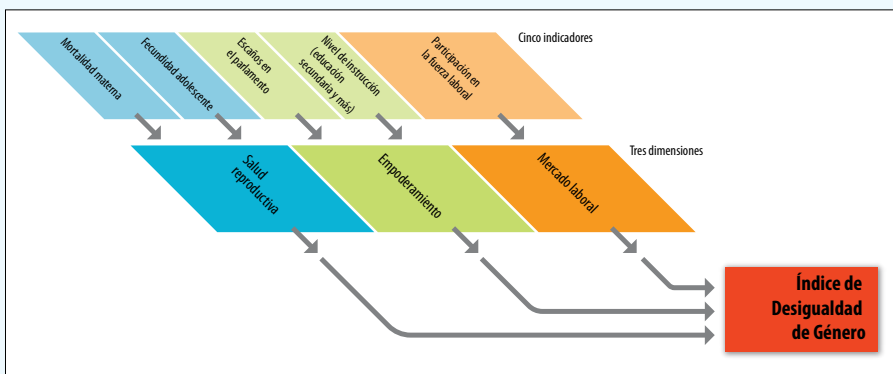 Cinco indicadores
Mortalidad materna
Fecundidad adolescente
Escaños en
el parlamento
Nivel de instrucción
(educación
secundaria y más)
Participación en
la fuerza laboral
Tres dimensiones
Salud
reproductiva
Empoderamiento
Mercado laboral
Índice de
Desigualdad
de Género